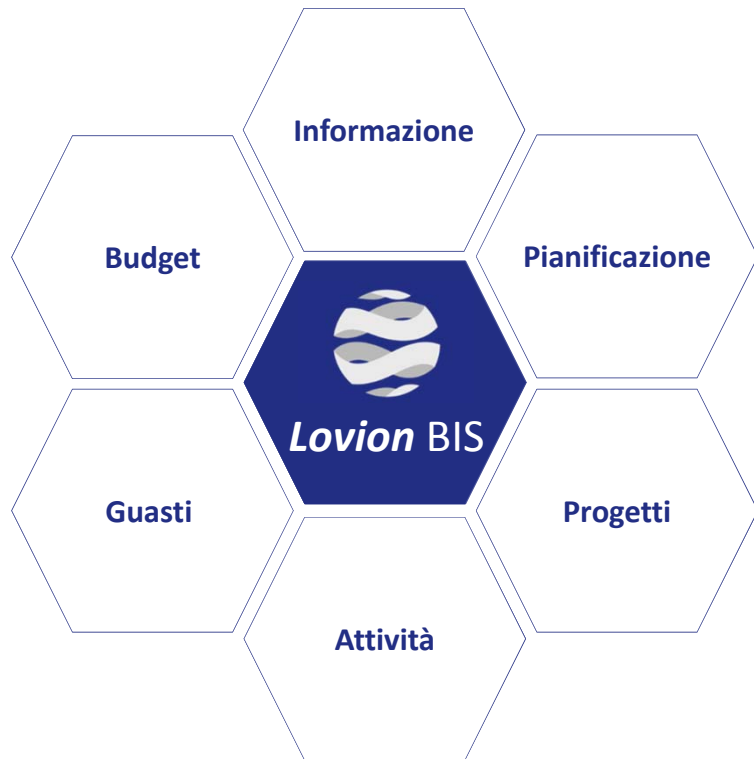 Informazione
Budget
Pianificazione
Lovion BIS
Guasti
Progetti
Attività